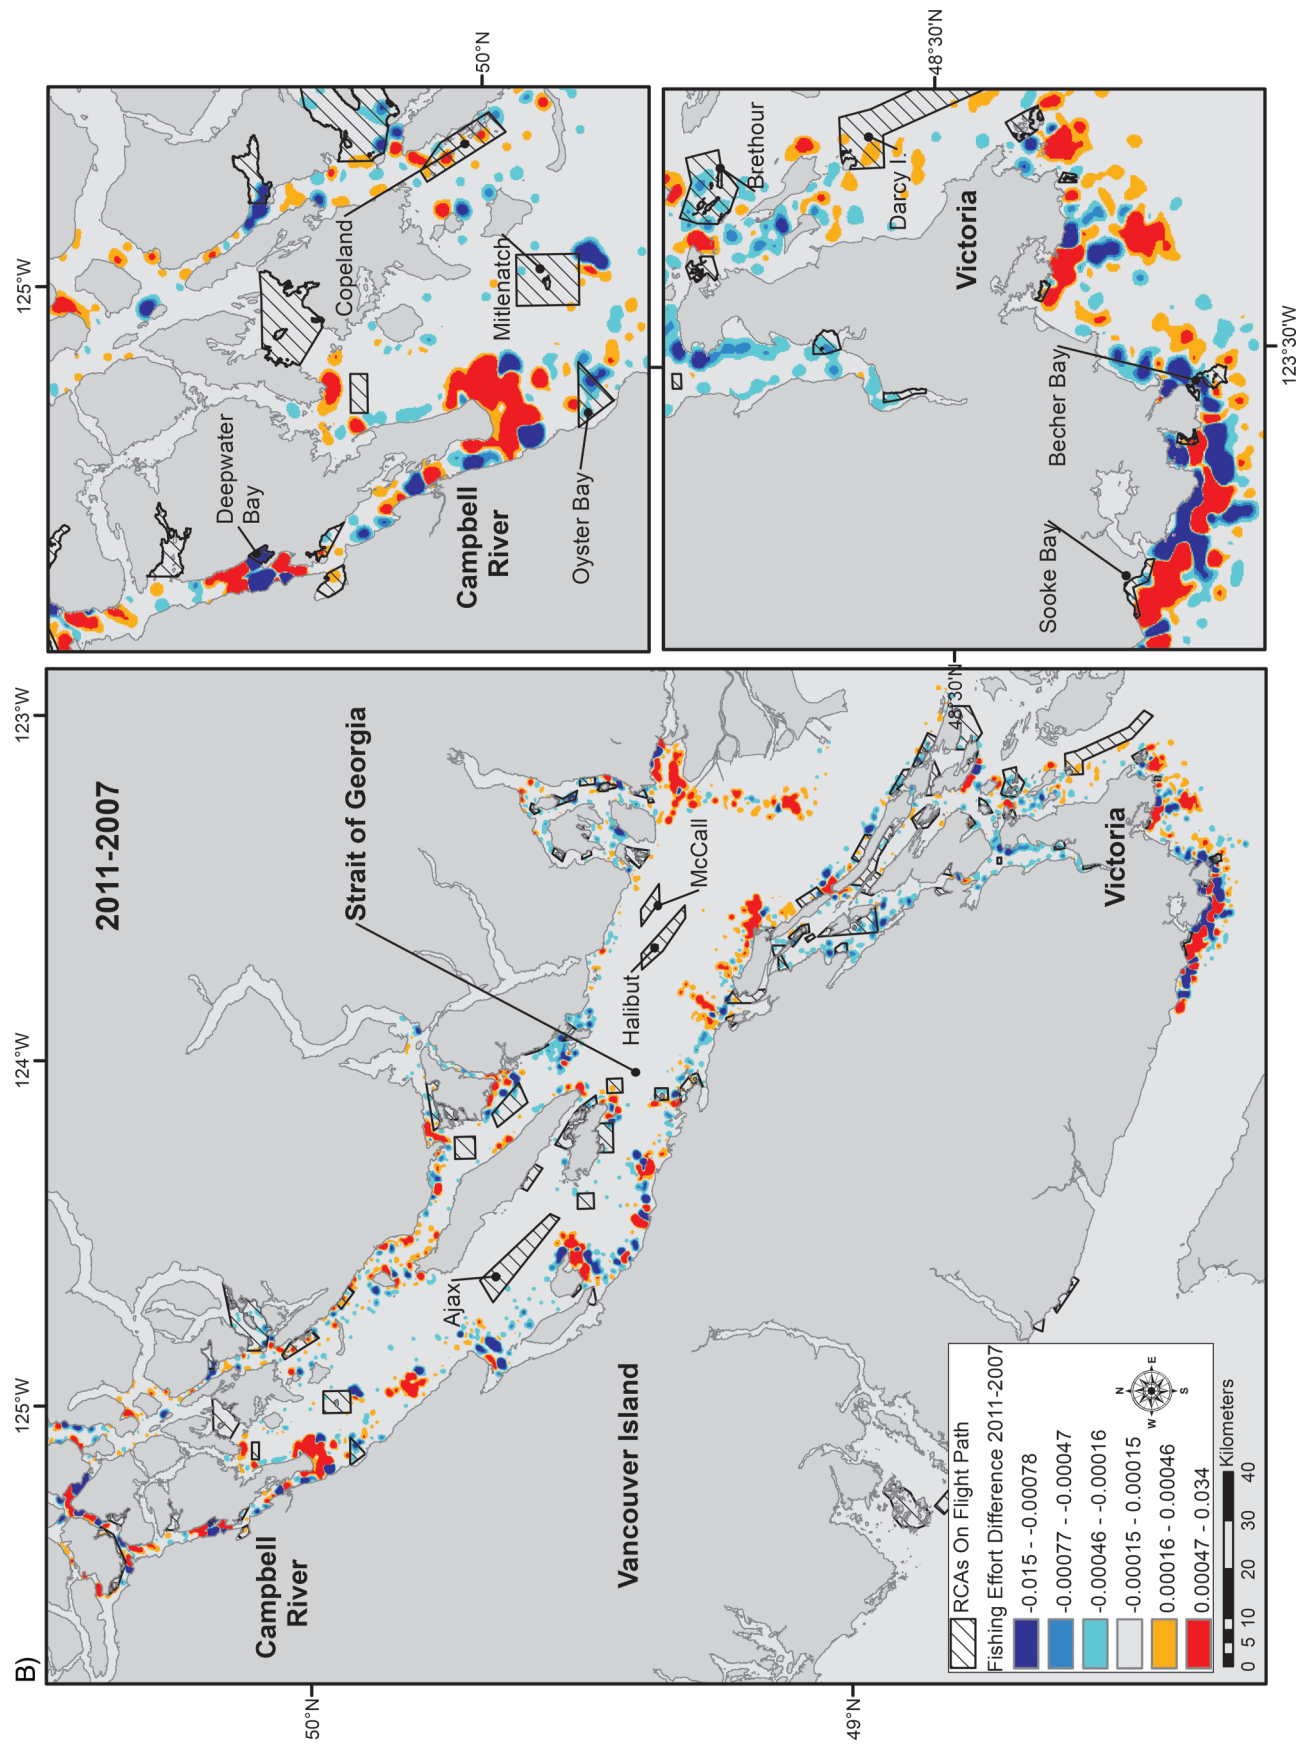 B)
2011-2007
125°W
124°W
123°W
50°N
49°N
48°30'N
Strait of Georgia
Campbell
River
Vancouver Island
Victoria
Ajax
Halibut
McCall
RCAs On Flight Path
Fishing Effort Difference 2011-2007
-0.015 - -0.00078
-0.00077 - -0.00047
-0.00046 - -0.00016
-0.00015 - 0.00015
0.00016 - 0.00046
0.00047 - 0.034
N
W
E
S
0 5 10 20 30 40
Kilometers
125°W
50°N
Deepwater
Bay
Copeland
Mitlenatch
Campbell
River
Oyster Bay
48°30'N
123°30'W
Brethour
Darcy I.
Victoria
Becher Bay
Sooke Bay